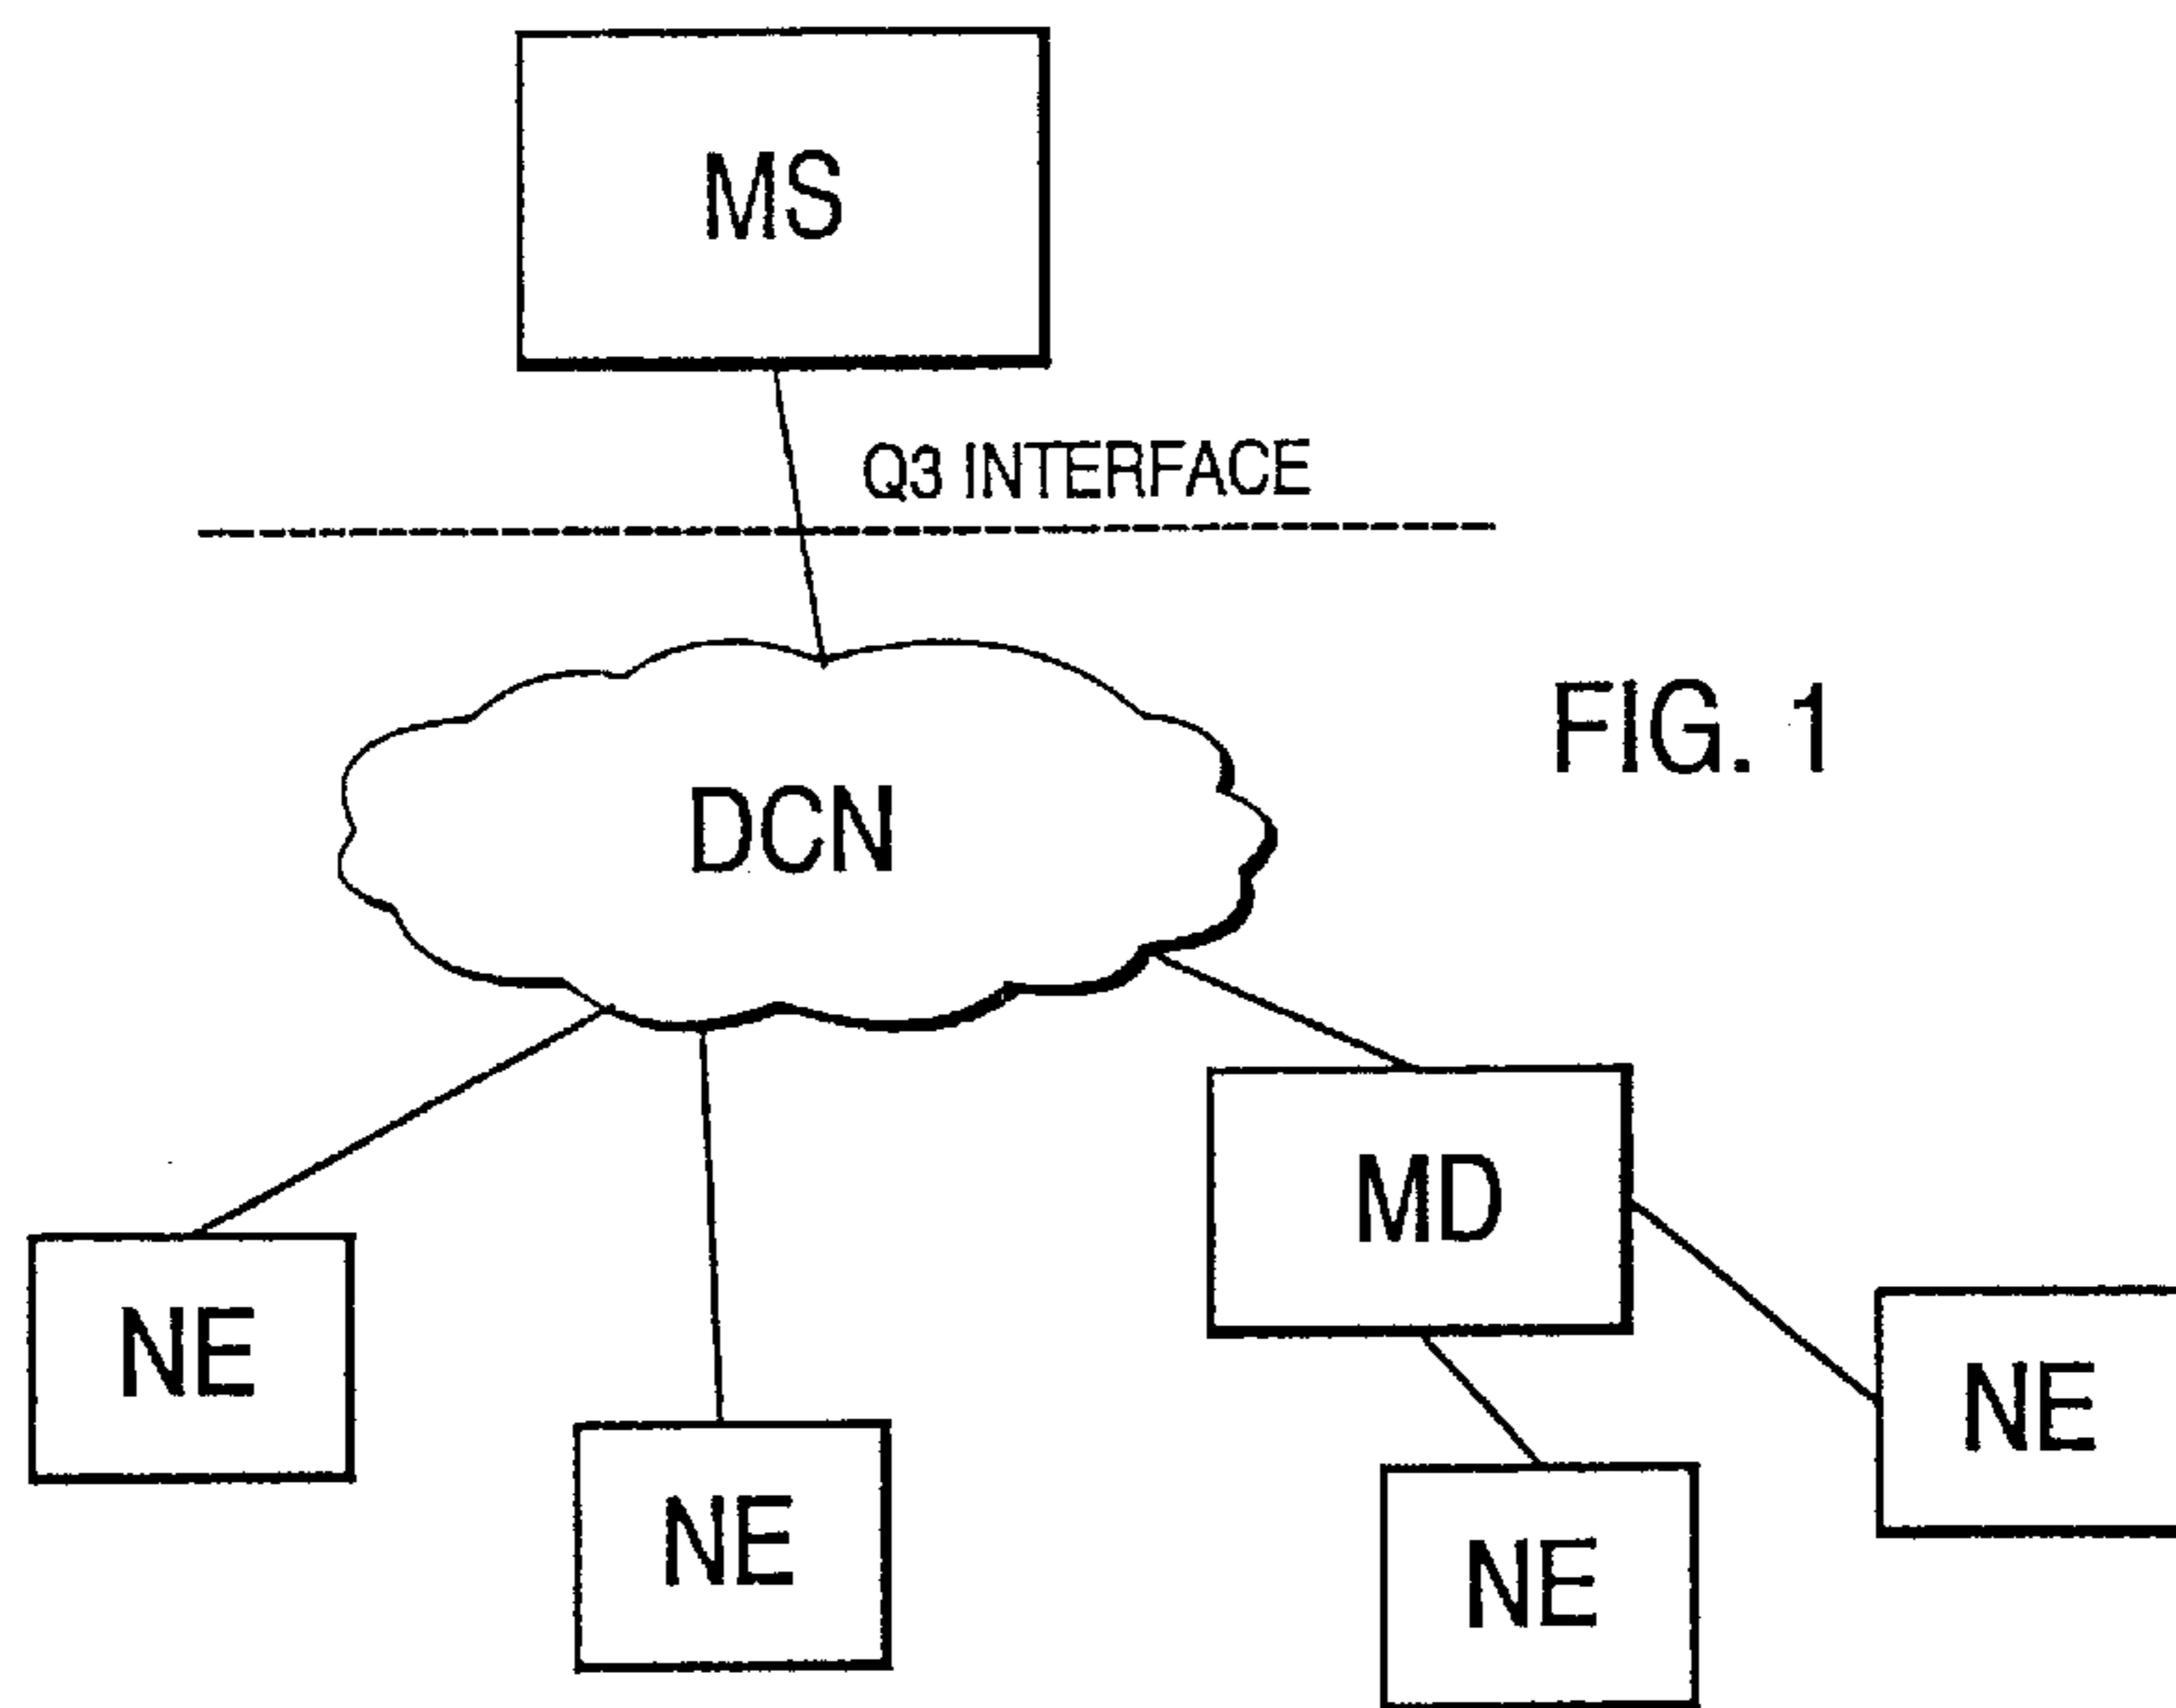 MS
Q3 INTERFACE
FIG. 1
DCN
MD
NE
NE
NE
NE